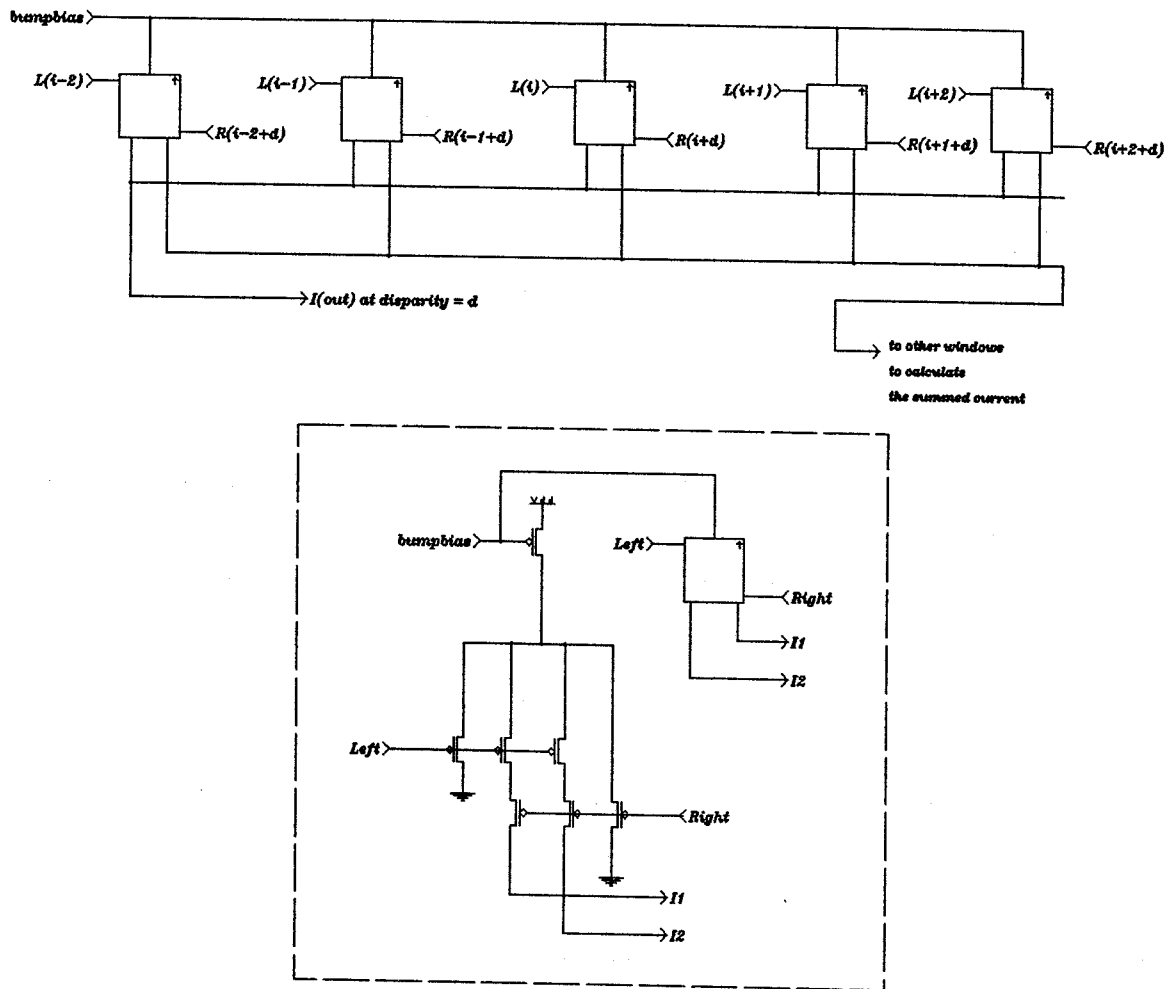 bumpbias
L(i-2)
L(i-1)
L(i)
L(i+1)
L(i+2)
R(i-2+d)
R(i-1+d)
R(i+d)
R(i+1+d)
R(i+2+d)
I(out) at disparity = d
to other windows
to calculate
the summed current
Vdd
bumpbias
Left
Right
I1
I2
Left
Right
I1
I2